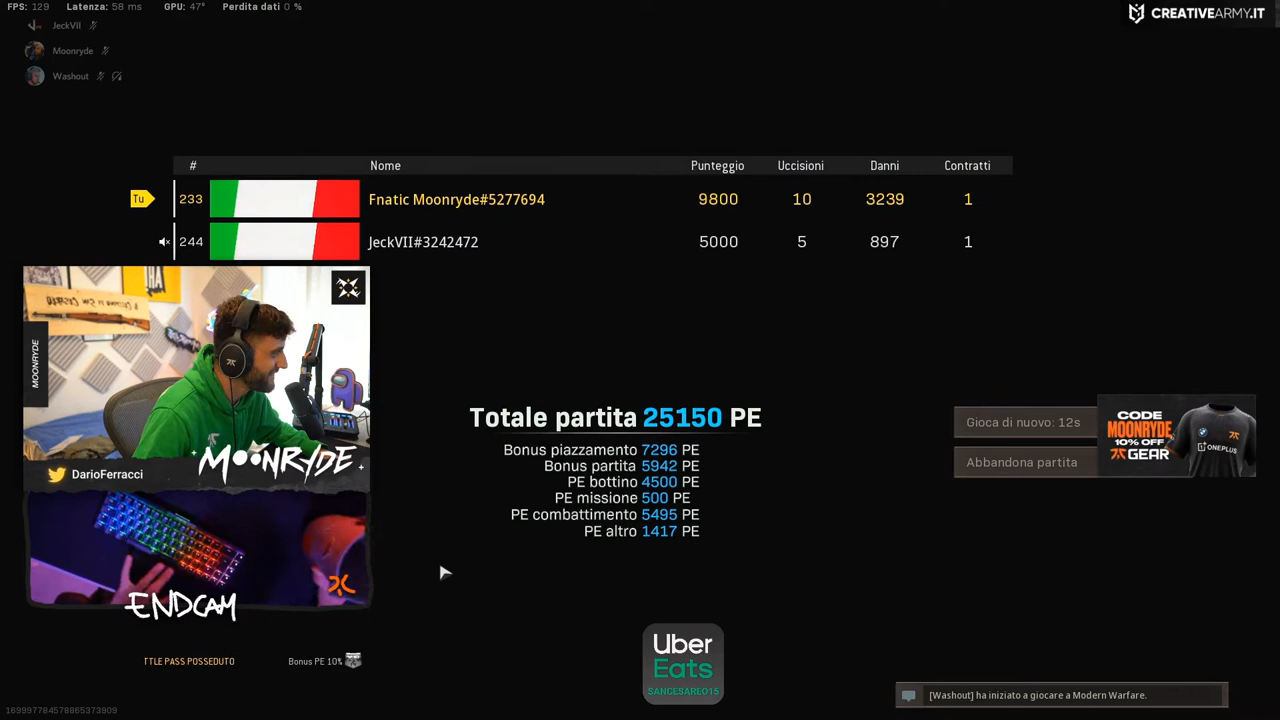 FPS: 129 Latenza: 58 ms GPU: 47° Perdita dati 0 %
CREATIVEARMY.IT
JeckVII
Moonryde
Washout
# Nome Punteggio Uccisioni Danni Contratti
Tu 233 Fnatic Moonryde#5277694 9800 10 3239 1
244 JeckVII#3242472 5000 5 897 1
MOONRYDE
MOONRYDE
DarioFerracci
ENDCAM
Totale partita 25150 PE
Bonus piazzamento 7296 PE
Bonus partita 5942 PE
PE bottino 4500 PE
PE missione 500 PE
PE combattimento 5495 PE
PE altro 1417 PE
Gioca di nuovo: 12s
Abbandona partita
CODE
MOONRYDE
10% OFF
GEAR
ONEPLUS
TTLE PASS POSSEDUTO
Bonus PE 10%
Uber
Eats
SANCESAREO15
[Washout] ha iniziato a giocare a Modern Warfare.
169997784578865373909